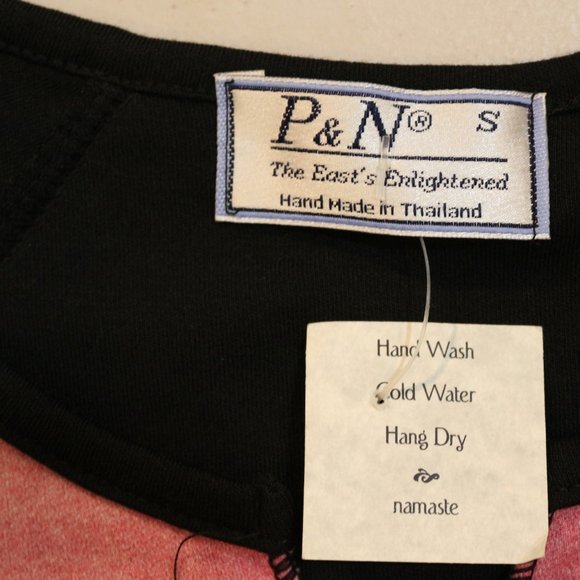 P&N® S
The East's Enlightened
Hand Made in Thailand
Hand Wash
Cold Water
Hang Dry
namaste